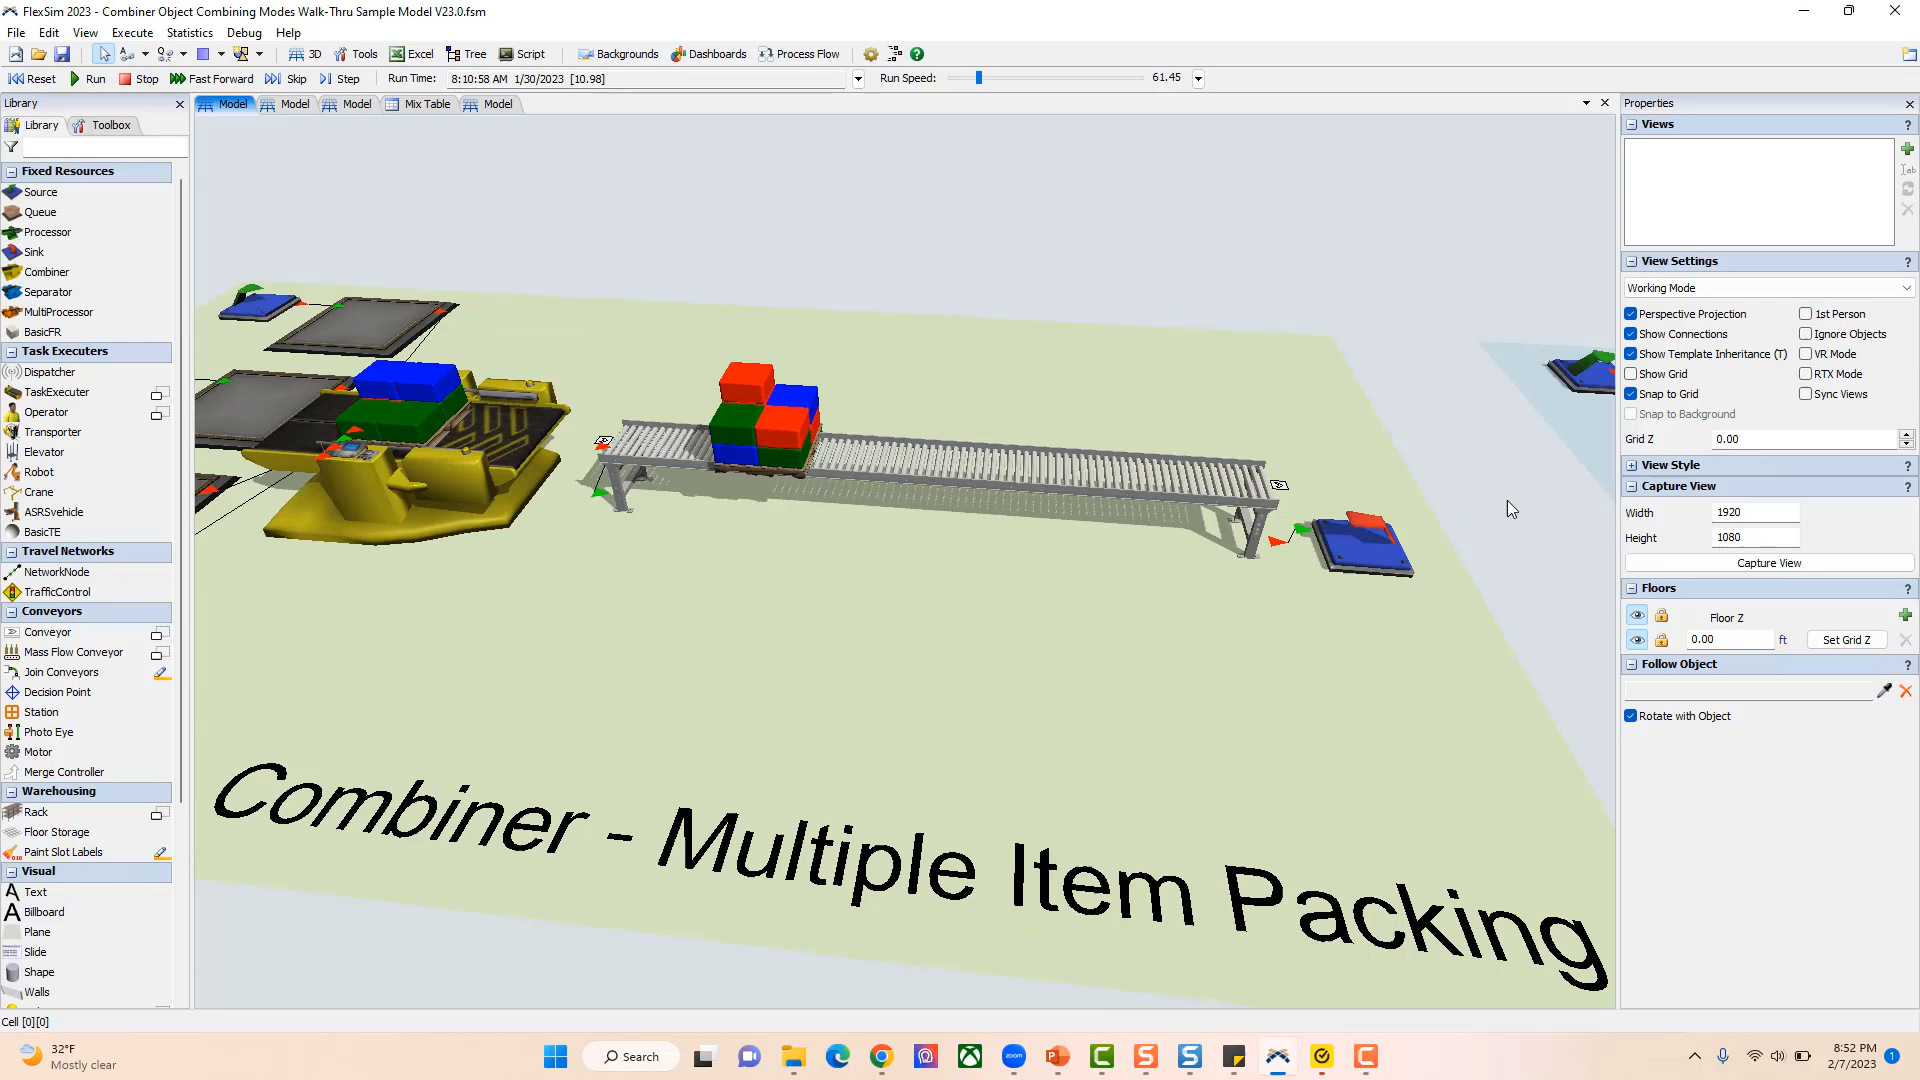 FlexSim 2023 - Combiner Object Combining Modes Walk-Thru Sample Model V23.0.fsm
File Edit View Execute Statistics Debug Help
3D Tools Excel Tree Script Backgrounds Dashboards Process Flow
Reset Run Stop Fast Forward Skip Step Run Time: 8:10:58 AM 1/30/2023 [10.98] Run Speed: 61.45
Library
Model Model Model Mix Table Model
Properties
Library Toolbox
Views
Fixed Resources
Source
Queue
Processor
Sink
Combiner
Separator
MultiProcessor
BasicFR
Task Executers
Dispatcher
TaskExecuter
Operator
Transporter
Elevator
Robot
Crane
ASRSvehicle
BasicTE
Travel Networks
NetworkNode
TrafficControl
Conveyors
Conveyor
Mass Flow Conveyor
Join Conveyors
Decision Point
Station
Photo Eye
Motor
Merge Controller
Warehousing
Rack
Floor Storage
Paint Slot Labels
Visual
Text
Billboard
Plane
Slide
Shape
Walls
Combiner - Multiple Item Packing
View Settings
Working Mode
Perspective Projection 1st Person
Show Connections Ignore Objects
Show Template Inheritance (T) VR Mode
Show Grid RTX Mode
Snap to Grid Sync Views
Snap to Background
Grid Z 0.00
View Style
Capture View
Width 1920
Height 1080
Capture View
Floors
Floor Z
0.00 ft Set Grid Z
Follow Object
Rotate with Object
Cell [0][0]
32°F
Mostly clear
Search
zoom
8:52 PM
2/7/2023
1